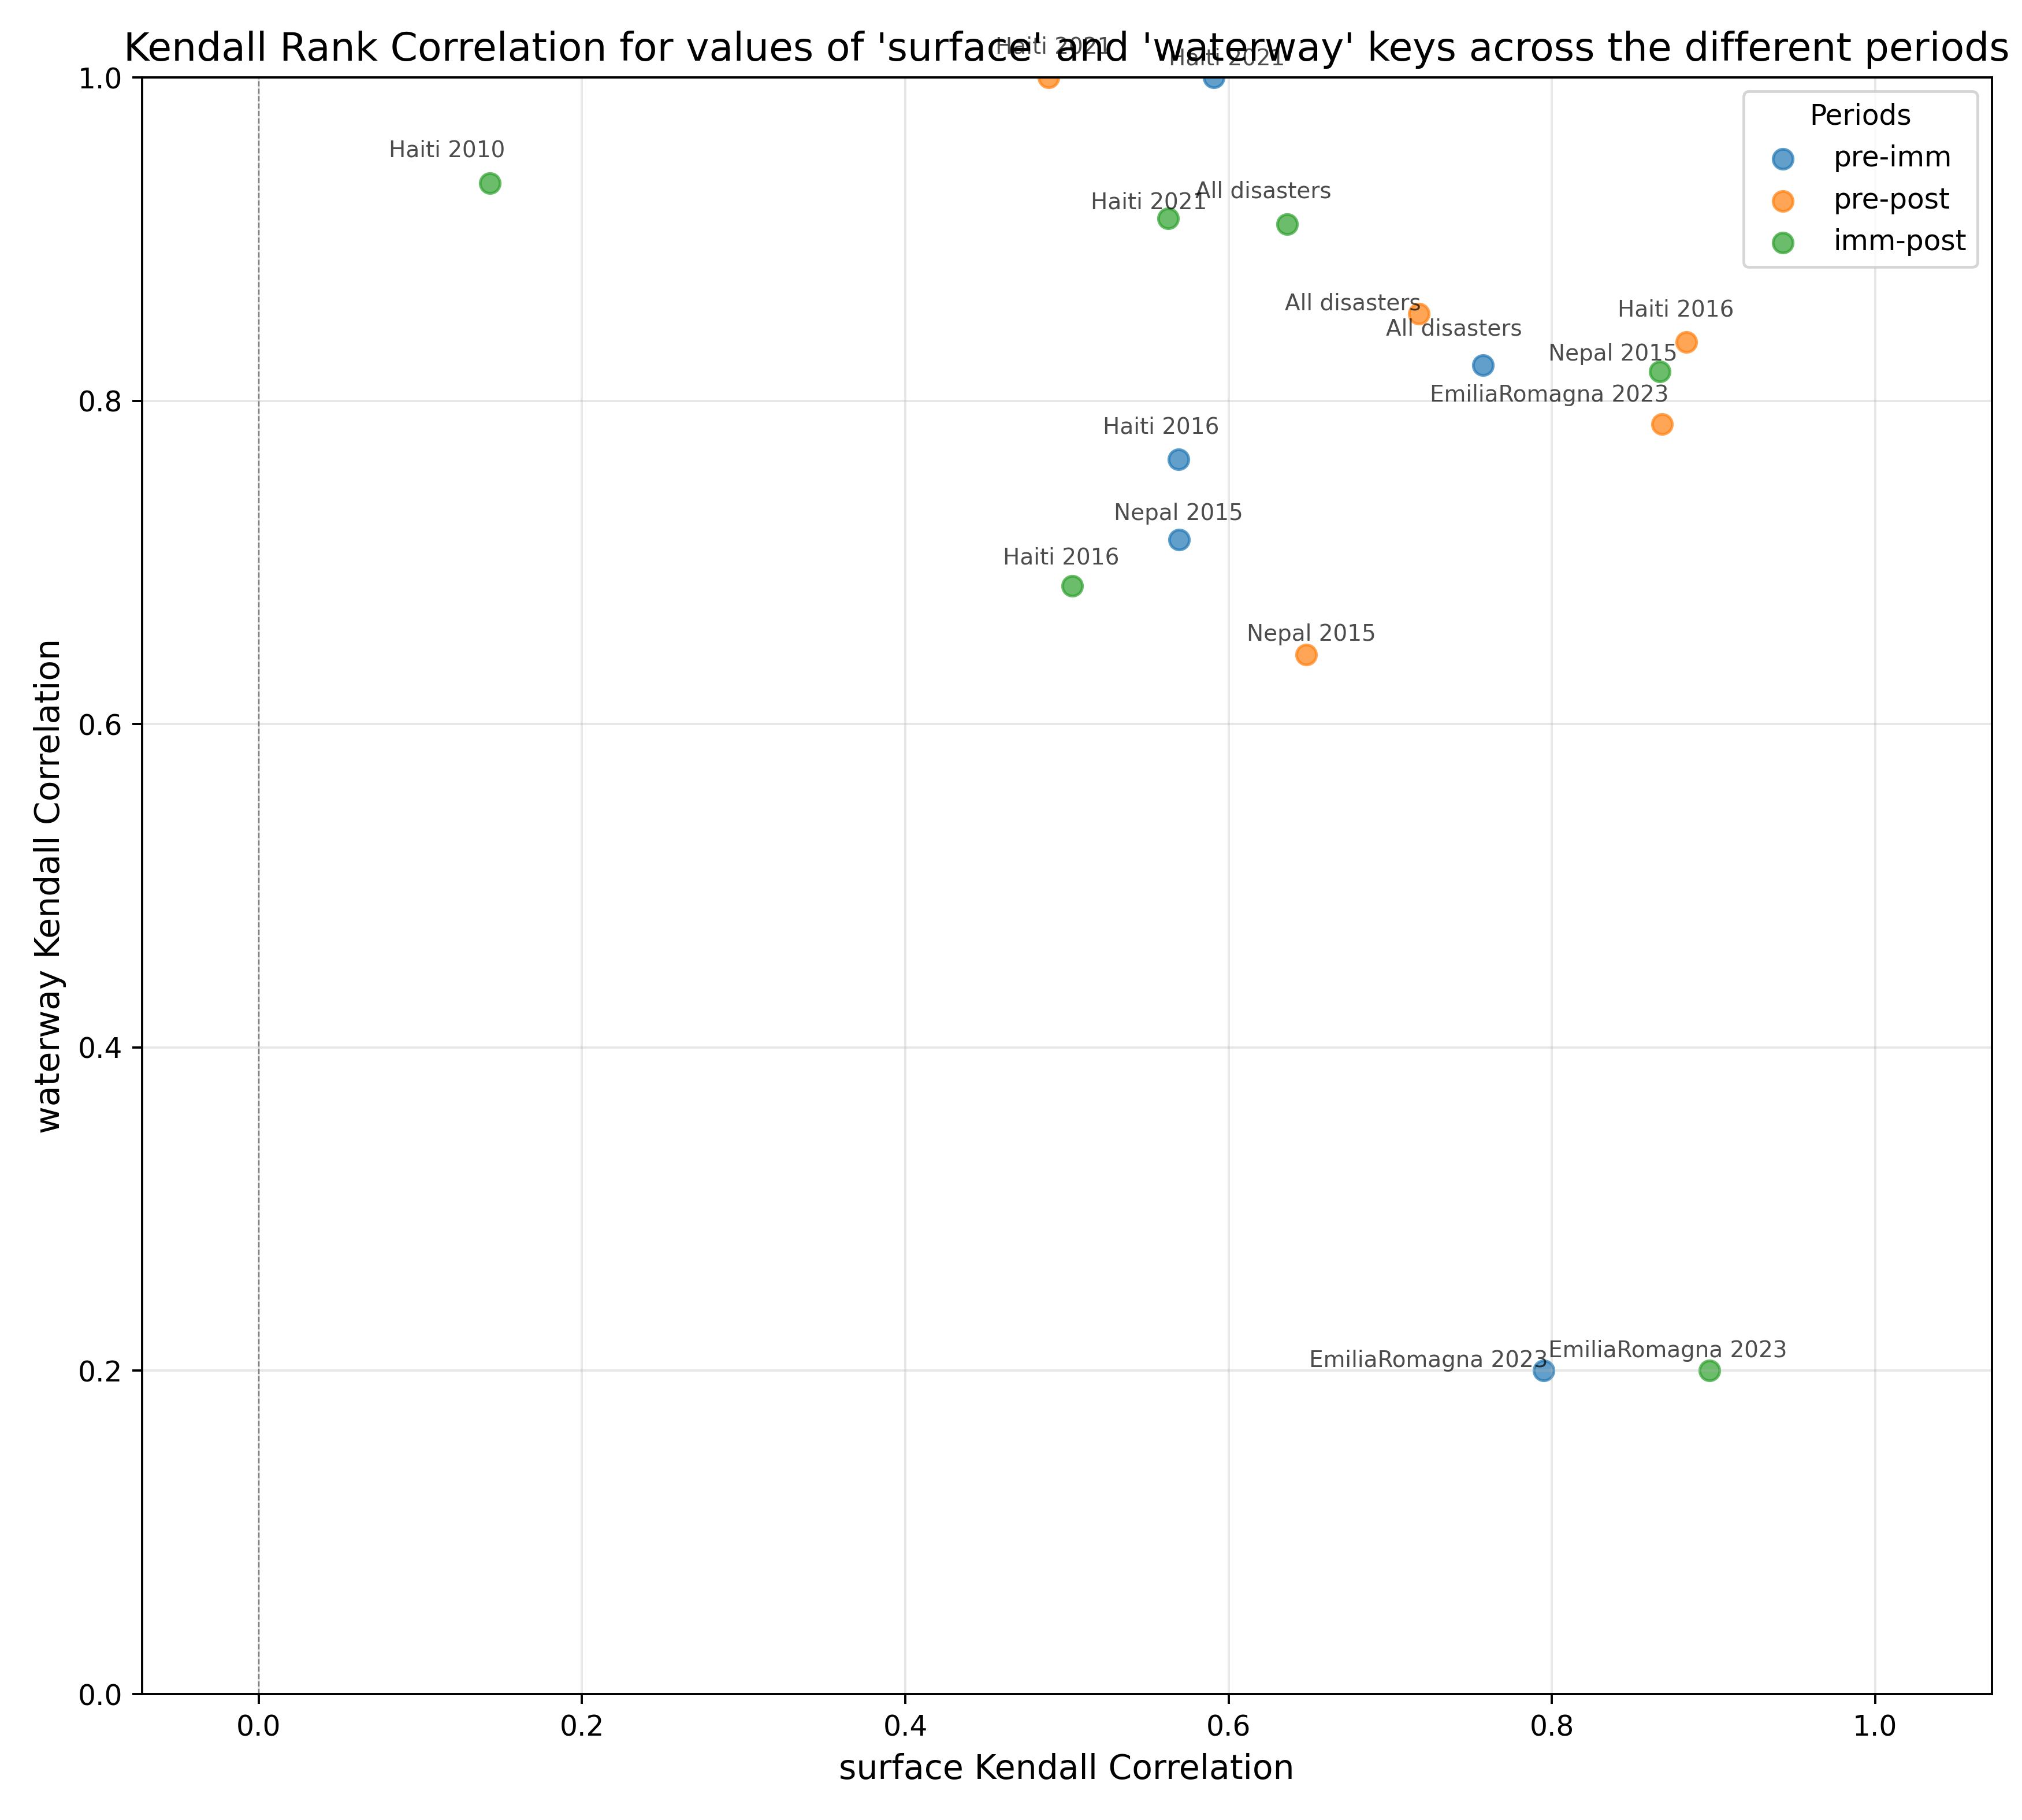 Kendall Rank Correlation for values of 'surface' and 'waterway' keys across the different periods
Haiti 2021
Haiti 2021
1.0
Periods
pre-imm
pre-post
imm-post
Haiti 2010
All disasters
Haiti 2021
All disasters
Haiti 2016
All disasters
Nepal 2015
EmiliaRomagna 2023
0.8
Haiti 2016
Nepal 2015
Haiti 2016
Nepal 2015
0.6
waterway Kendall Correlation
0.4
EmiliaRomagna 2023
EmiliaRomagna 2023
0.2
0.0
0.0 0.2 0.4 0.6 0.8 1.0
surface Kendall Correlation